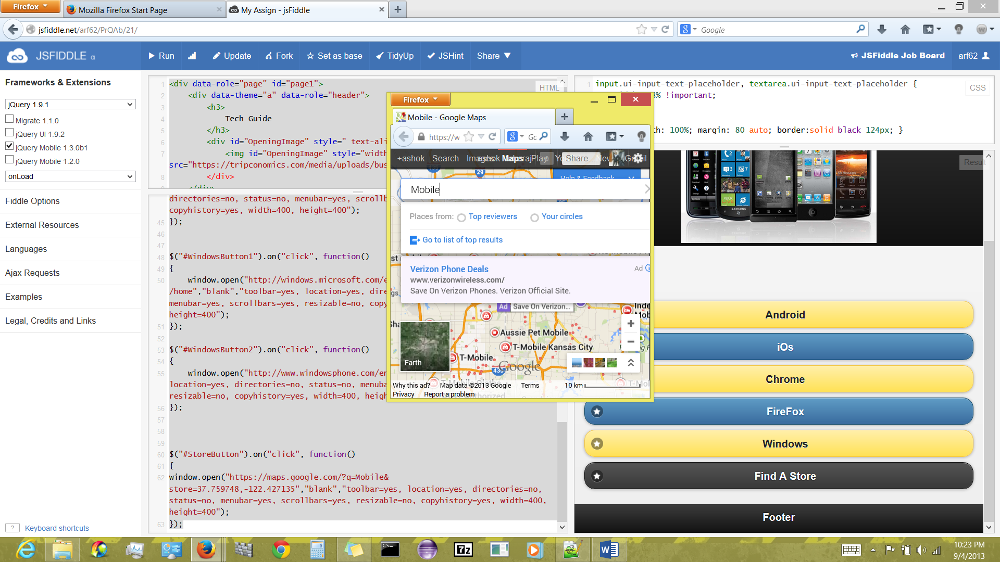 Firefox
Mozilla Firefox Start Page
My Assign - jsFiddle
jsfiddle.net/arf62/PrQAb/21/
Google
JSFIDDLE α
Run
Update
Fork
Set as base
TidyUp
JSHint
Share
JSFiddle Job Board
arf62
Frameworks & Extensions
jQuery 1.9.1
Migrate 1.1.0
jQuery UI 1.9.2
jQuery Mobile 1.3.0b1
jQuery Mobile 1.2.0
onLoad
Fiddle Options
External Resources
Languages
Ajax Requests
Examples
Legal, Credits and Links
? Keyboard shortcuts
HTML
1 <div data-role="page" id="page1">
2 <div data-theme="a" data-role="header">
3 <h3>
4 Tech Guide
5 </h3>
6 <div id="OpeningImage" style=" text-ali
7 <img id="OpeningImage" style="width
src="https://tripconomics.com/media/uploads/bus
8 </div>
directories=no, status=no, menubar=yes, scrollb
copyhistory=yes, width=400, height=400");
45 });
46
47
48 $("#WindowsButton1").on("click", function()
49 {
50 window.open("http://windows.microsoft.com/e
/home","blank","toolbar=yes, location=yes, dire
menubar=yes, scrollbars=yes, resizable=no, copy
height=400");
51 });
52
53 $("#WindowsButton2").on("click", function()
54 {
55 window.open("http://www.windowsphone.com/en
location=yes, directories=no, status=no, menuba
resizable=no, copyhistory=yes, width=400, heig
56 });
57
58
59
60 $("#StoreButton").on("click", function()
61 {
62 window.open("https://maps.google.com/?q=Mobile&
store=37.759748,-122.427135","blank","toolbar=yes, location=yes, directories=no,
status=no, menubar=yes, scrollbars=yes, resizable=no, copyhistory=yes, width=400,
height=400");
63 });
Firefox
Mobile - Google Maps
https://w
Go
+ashok Search Images Maps Play
Share...
Gmail
29
Help & Feedback
Mobile
Places from: Top reviewers Your circles
Go to list of top results
Verizon Phone Deals
Ad
www.verizonwireless.com/
Save On Verizon Phones. Verizon Official Site.
Ad Save On Verizon...
Aussie Pet Mobile
T-Mobile Kansas City
T-Mobile
Earth
435
Google
Why this ad? Map data ©2013 Google Terms 10 km
Privacy Report a problem
CSS
1 input.ui-input-text-placeholder, textarea.ui-input-text-placeholder {
% !important;
th: 100%; margin: 80 auto; border:solid black 124px; }
Result
SAMSUNG
XBOX
Android
iOs
Chrome
FireFox
Windows
Find A Store
Footer
7z
10:23 PM
9/4/2013